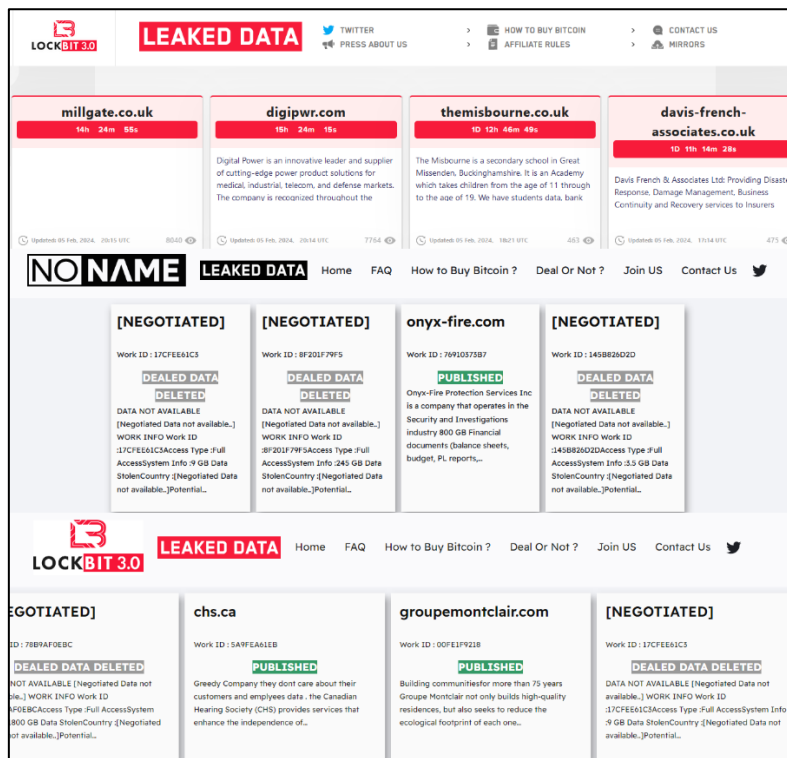 LOCKBIT 3.0
LEAKED DATA
TWITTER
PRESS ABOUT US
> HOW TO BUY BITCOIN
> AFFILIATE RULES
> CONTACT US
> MIRRORS
millgate.co.uk
14h 24m 55s
Updated: 05 Feb, 2024, 20:15 UTC 8040
digipwr.com
15h 24m 15s
Digital Power is an innovative leader and supplier
of cutting-edge power product solutions for
medical, industrial, telecom, and defense markets.
The company is recognized throughout the
Updated: 05 Feb, 2024, 20:14 UTC 7764
themisbourne.co.uk
1D 12h 46m 49s
The Misbourne is a secondary school in Great
Missenden, Buckinghamshire. It is an Academy
which takes children from the age of 11 through
to the age of 19. We have students data, bank
Updated: 05 Feb, 2024, 18:21 UTC 463
davis-french-
associates.co.uk
1D 11h 14m 28s
Davis French & Associates Ltd: Providing Disaste
Response, Damage Management, Business
Continuity and Recovery services to Insurers
Updated: 05 Feb, 2024, 17:14 UTC 475
NONAME
LEAKED DATA
Home FAQ How to Buy Bitcoin ? Deal Or Not ? Join US Contact Us
[NEGOTIATED]
Work ID : 17CFEE61C3
DEALED DATA
DELETED
DATA NOT AVAILABLE
[Negotiated Data not available..]
WORK INFO Work ID
:17CFEE61C3Access Type :Full
AccessSystem Info :9 GB Data
StolenCountry :[Negotiated Data
not available..]Potential...
[NEGOTIATED]
Work ID : 8F201F79F5
DEALED DATA
DELETED
DATA NOT AVAILABLE
[Negotiated Data not available..]
WORK INFO Work ID
:8F201F79F5Access Type :Full
AccessSystem Info :245 GB Data
StolenCountry :[Negotiated Data
not available..]Potential...
onyx-fire.com
Work ID : 76910373B7
PUBLISHED
Onyx-Fire Protection Services Inc
is a company that operates in the
Security and Investigations
industry 800 GB Financial
documents (balance sheets,
budget, PL reports,...
[NEGOTIATED]
Work ID : 145B826D2D
DEALED DATA
DELETED
DATA NOT AVAILABLE
[Negotiated Data not available..]
WORK INFO Work ID
:145B826D2DAccess Type :Full
AccessSystem Info :3.5 GB Data
StolenCountry :[Negotiated Data
not available..]Potential...
LOCKBIT 3.0
LEAKED DATA
Home FAQ How to Buy Bitcoin ? Deal Or Not ? Join US Contact Us
EGOTIATED]
ID : 78B9AF0EBC
DEALED DATA DELETED
NOT AVAILABLE [Negotiated Data not
ble..] WORK INFO Work ID
AF0EBCAccess Type :Full AccessSystem
:800 GB Data StolenCountry :[Negotiated
not available..]Potential...
chs.ca
Work ID : 5A9FEA61EB
PUBLISHED
Greedy Company they dont care about their
customers and emplyees data . the Canadian
Hearing Society (CHS) provides services that
enhance the independence of...
groupemontclair.com
Work ID : 00FE1F9218
PUBLISHED
Building communitiesfor more than 75 years
Groupe Montclair not only builds high-quality
residences, but also seeks to reduce the
ecological footprint of each one...
[NEGOTIATED]
Work ID : 17CFEE61C3
DEALED DATA DELETED
DATA NOT AVAILABLE [Negotiated Data not
available..] WORK INFO Work ID
:17CFEE61C3Access Type :Full AccessSystem Info
:9 GB Data StolenCountry :[Negotiated Data not
available..]Potential...